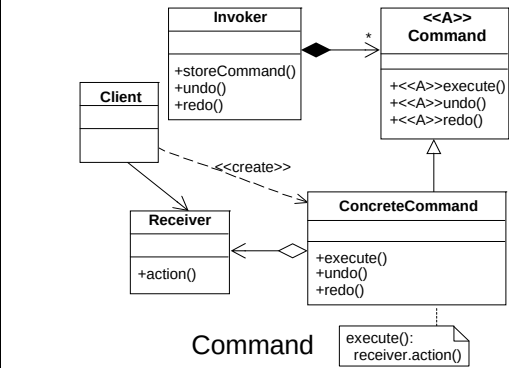 Invoker
+storeCommand()
+undo()
+redo()
*
<<A>>
Command
+<<A>>execute()
+<<A>>undo()
+<<A>>redo()
Client
<<create>>
Receiver
+action()
ConcreteCommand
+execute()
+undo()
+redo()
Command
execute():
receiver.action()